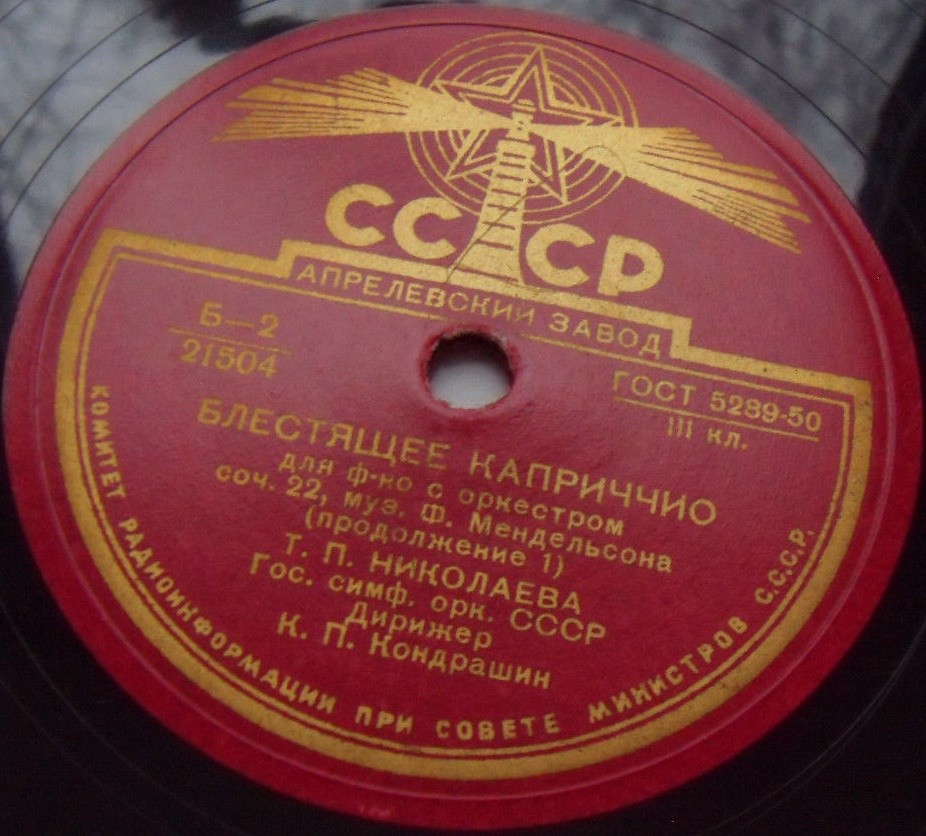 СССР
АПРЕЛЕВСКИЙ ЗАВОД
Б—2
21504
ГОСТ 5289-50
III кл.
БЛЕСТЯЩЕЕ КАПРИЧЧИО
для ф-но с оркестром
соч. 22, муз. Ф. Мендельсона
(продолжение 1)
Т. П. НИКОЛАЕВА
Гос. симф. орк. СССР
Дирижер
К. П. Кондрашин
КОМИТЕТ РАДИОИНФОРМАЦИИ ПРИ СОВЕТЕ МИНИСТРОВ С.С.С.Р.